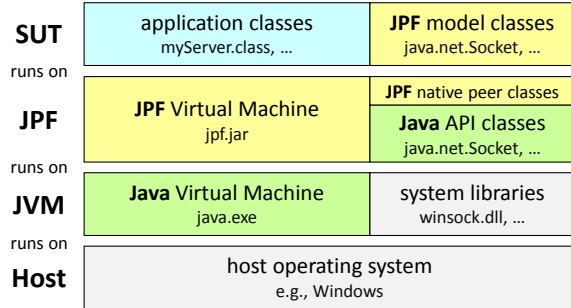 SUT
application classes
myServer.class, ...
JPF model classes
java.net.Socket, ...
runs on
JPF
JPF Virtual Machine
jpf.jar
JPF native peer classes
Java API classes
java.net.Socket, ...
runs on
JVM
Java Virtual Machine
java.exe
system libraries
winsock.dll, ...
runs on
Host
host operating system
e.g., Windows